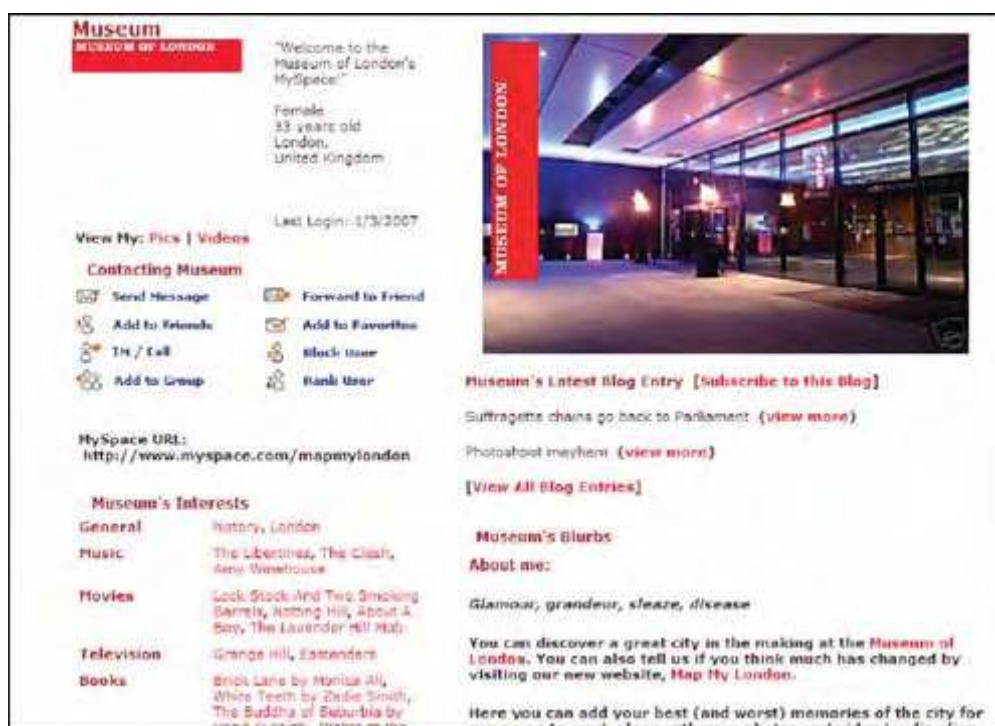 Museum
MUSEUM OF LONDON
"Welcome to the
Museum of London's
MySpace!"
Female
33 years old
London,
United Kingdom
Last Login: 1/3/2007
View My: Pics | Videos
Contacting Museum
Send Message
Forward to Friend
Add to Friends
Add to Favorites
IM / Call
Block User
Add to Group
Rank User
MySpace URL:
http://www.myspace.com/mapmylondon
Museum's Interests
General
history, London
Music
The Libertines, The Clash,
Amy Winehouse
Movies
Lock Stock And Two Smoking
Barrels, Notting Hill, About A
Boy, The Lavender Hill Mob
Television
Grange Hill, Eastenders
Books
Brick Lane by Monica Ali,
White Teeth by Zadie Smith,
The Buddha of Suburbia by
MUSEUM OF LONDON
Museum's Latest Blog Entry [Subscribe to this Blog]
Suffragette chains go back to Parliament (view more)
Photoshoot mayhem (view more)
[View All Blog Entries]
Museum's Blurbs
About me:
Glamour, grandeur, sleaze, disease
You can discover a great city in the making at the Museum of
London. You can also tell us if you think much has changed by
visiting our new website, Map My London.
Here you can add your best (and worst) memories of the city for